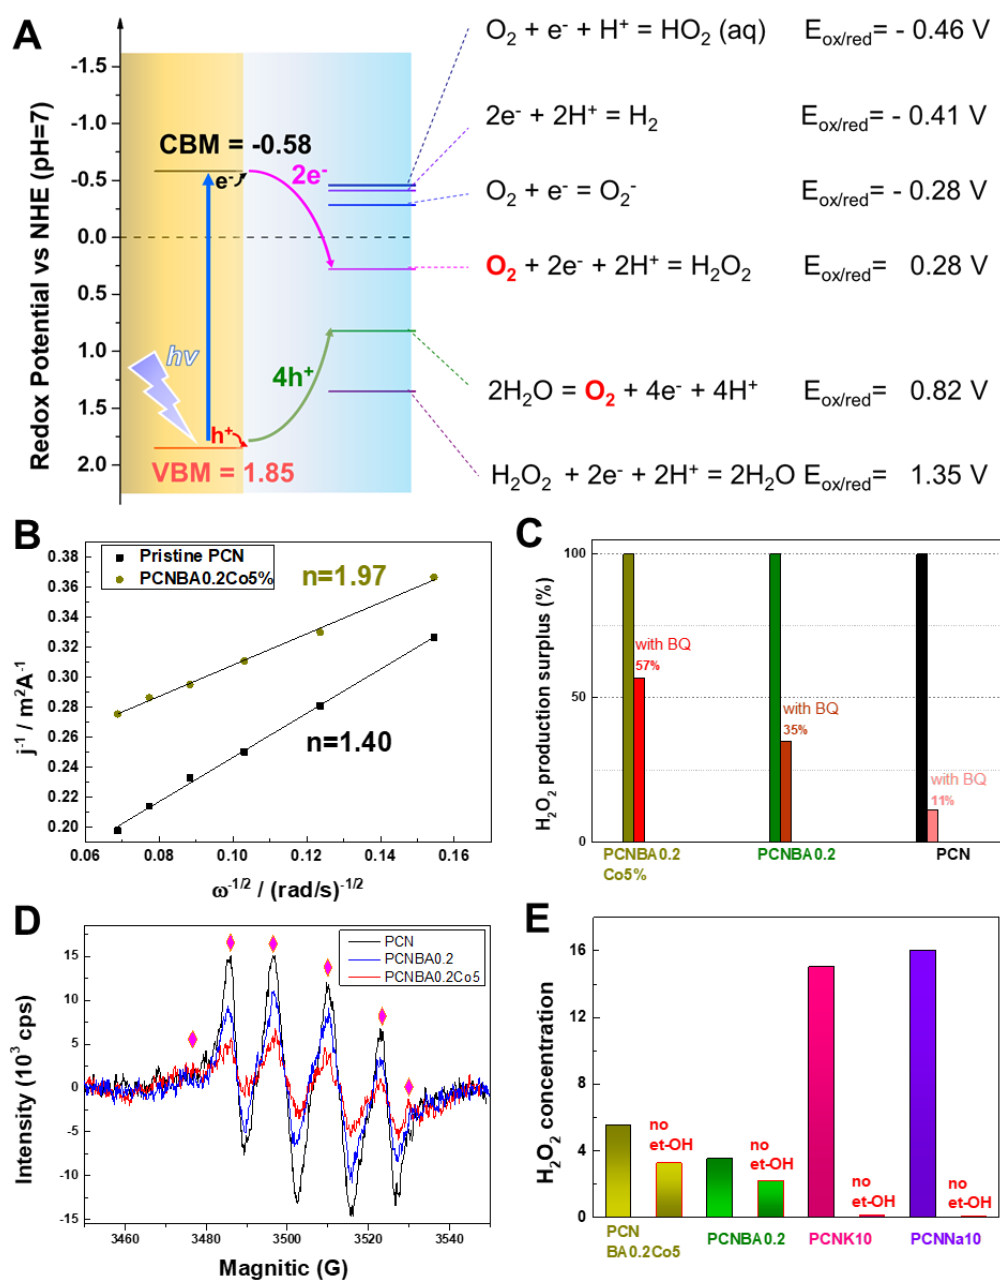 A
O2 + e- + H+ = HO2 (aq) Eox/red= - 0.46 V
2e- + 2H+ = H2 Eox/red= - 0.41 V
O2 + e- = O2- Eox/red= - 0.28 V
O2 + 2e- + 2H+ = H2O2 Eox/red= 0.28 V
2H2O = O2 + 4e- + 4H+ Eox/red= 0.82 V
H2O2 + 2e- + 2H+ = 2H2O Eox/red= 1.35 V
Redox Potential vs NHE (pH=7)
-1.5
-1.0
-0.5
0.0
0.5
1.0
1.5
2.0
CBM = -0.58
e-
2e-
hv
4h+
h+
VBM = 1.85
B
Pristine PCN
PCNBA0.2Co5%
n=1.97
n=1.40
j-1 / m2A-1
0.38
0.36
0.34
0.32
0.30
0.28
0.26
0.24
0.22
0.20
0.06 0.08 0.10 0.12 0.14 0.16
ω-1/2 / (rad/s)-1/2
C
H2O2 production surplus (%)
100
50
0
with BQ
57%
with BQ
35%
with BQ
11%
PCNBA0.2
Co5%
PCNBA0.2
PCN
D
PCN
PCNBA0.2
PCNBA0.2Co5
Intensity (10^3 cps)
15
10
5
0
-5
-10
-15
3460 3480 3500 3520 3540
Magnitic (G)
E
H2O2 concentration
16
12
8
4
0
no
et-OH
no
et-OH
no
et-OH
no
et-OH
PCN
BA0.2Co5
PCNBA0.2
PCNK10
PCNNa10